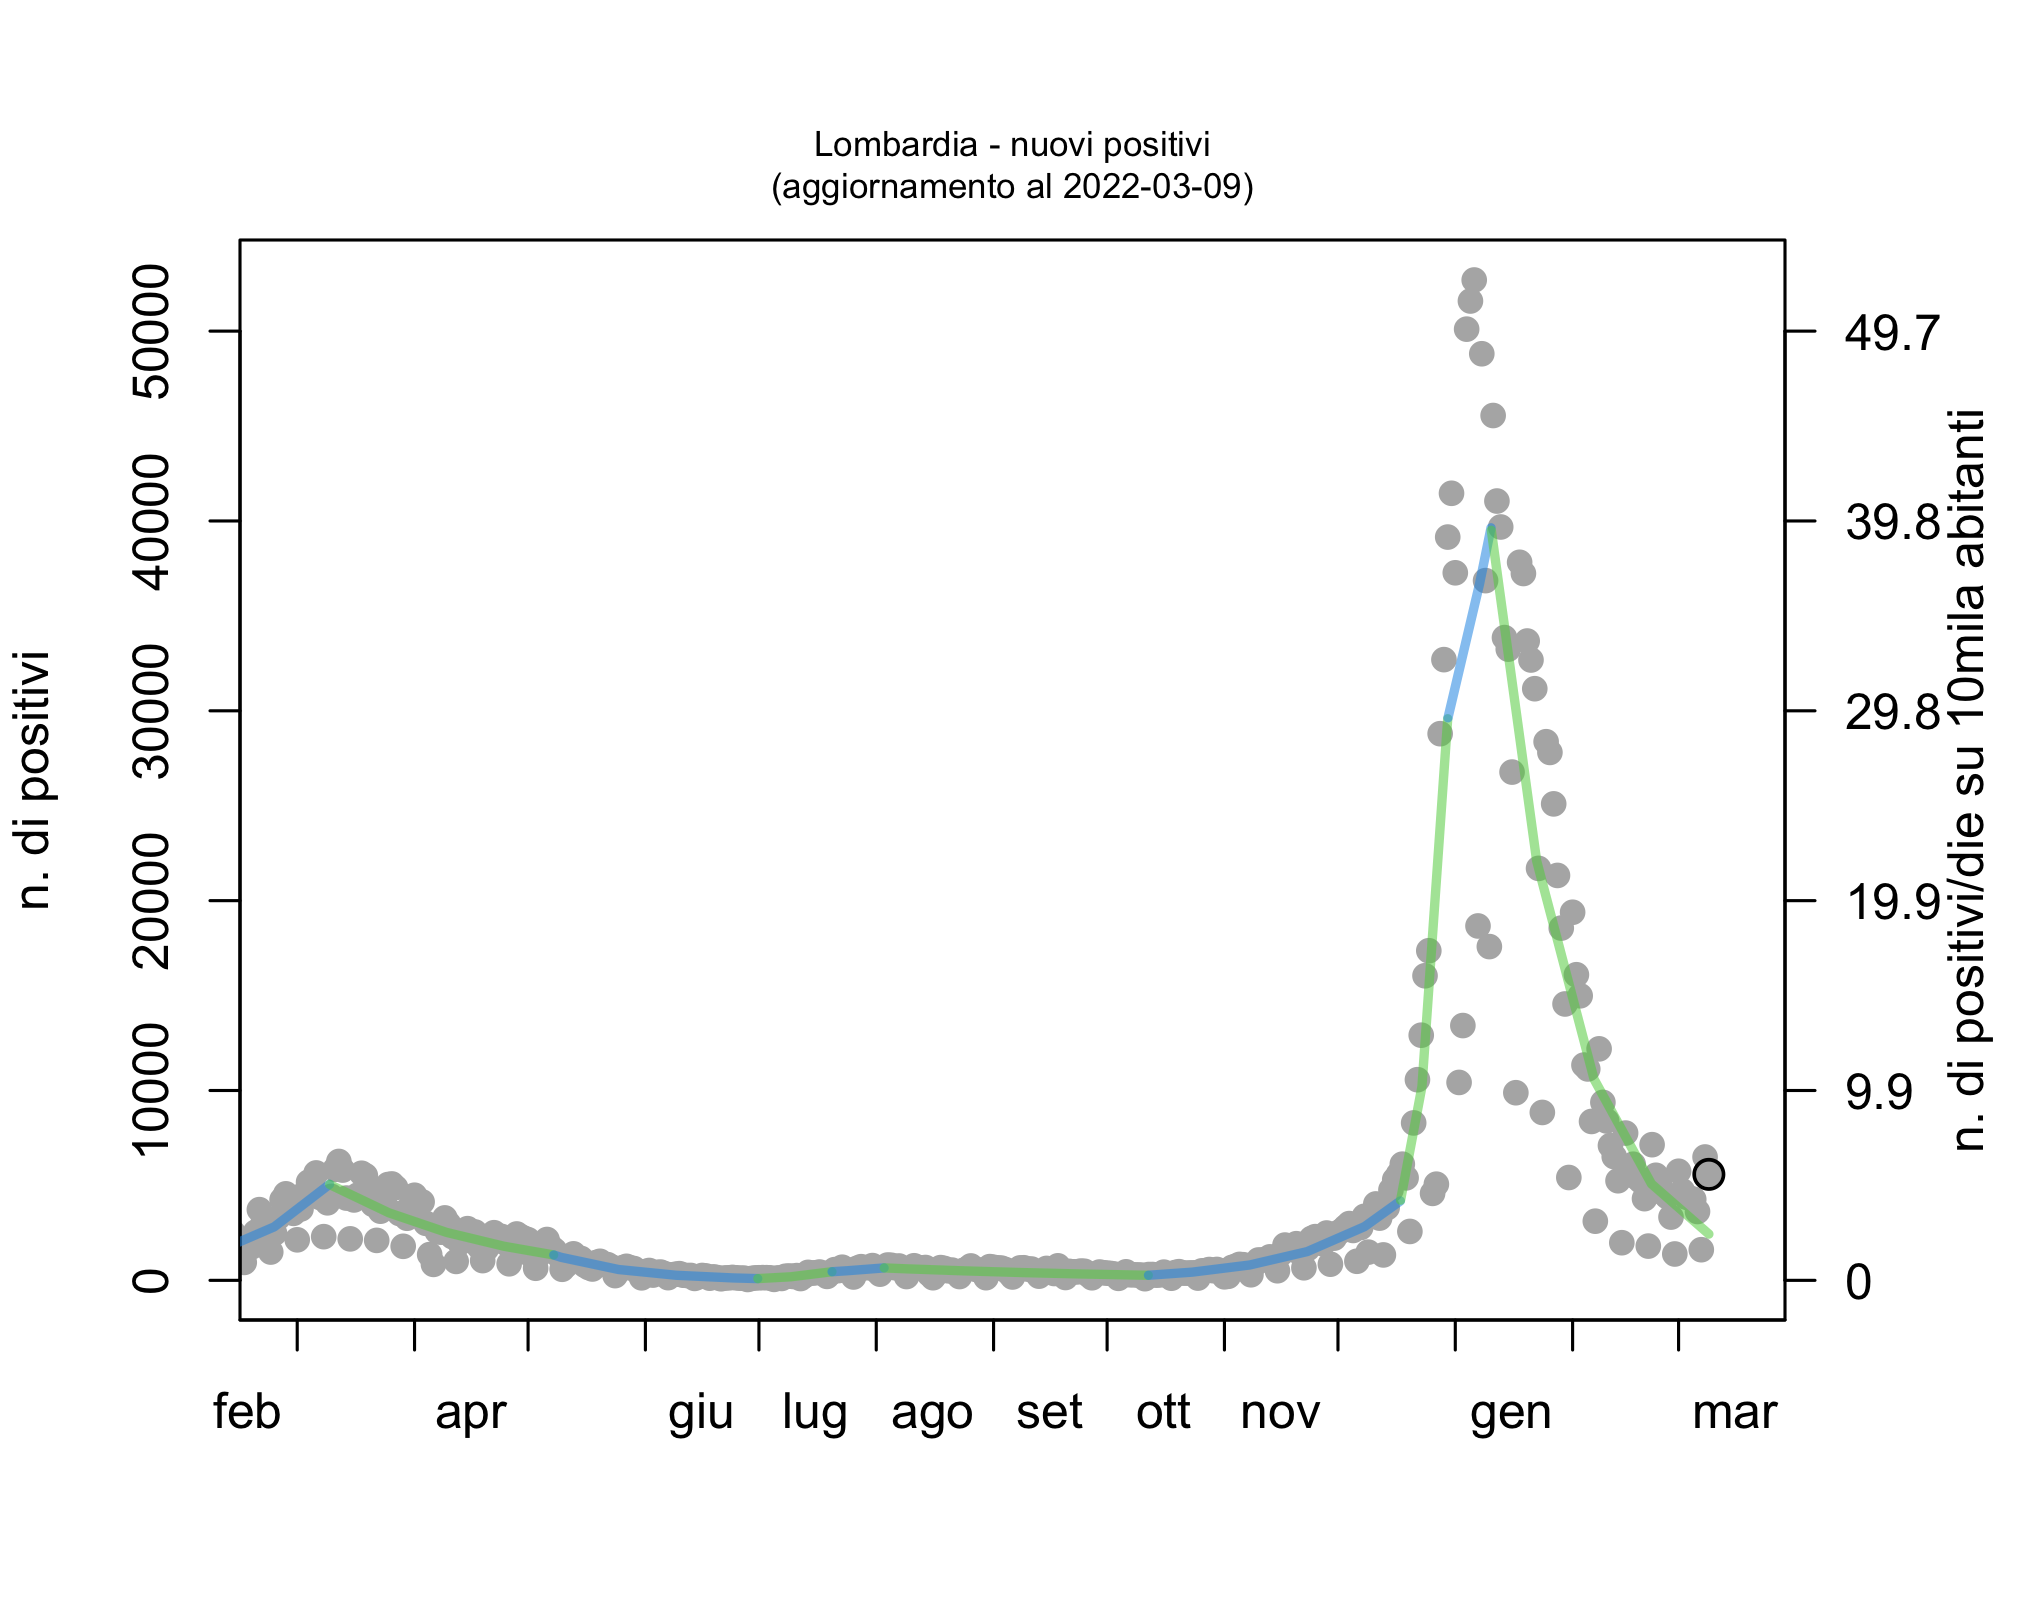 Lombardia - nuovi positivi
(aggiornamento al 2022-03-09)
n. di positivi
50000
40000
30000
20000
10000
0
49.7
39.8
29.8
19.9
9.9
0
n. di positivi/die su 10mila abitanti
feb apr giu lug ago set ott nov gen mar